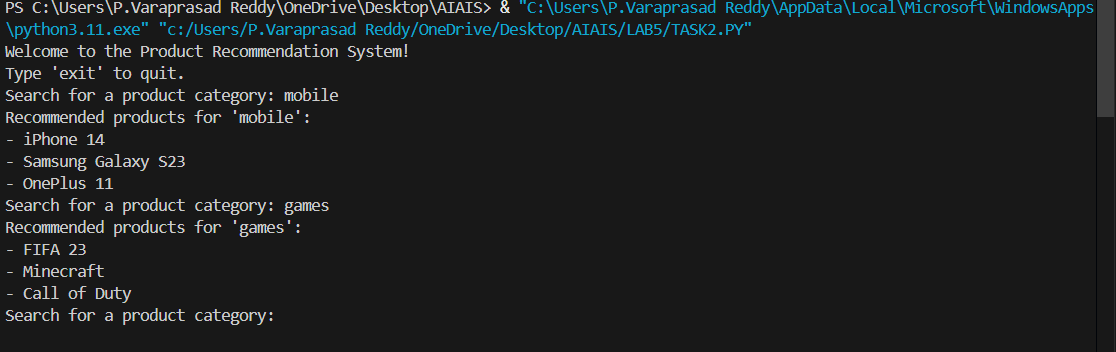 PS C:\Users\P.Varaprasad Reddy\OneDrive\Desktop\AIAIS> & "C:\Users\P.Varaprasad Reddy\AppData\Local\Microsoft\WindowsApps
\python3.11.exe" "c:/Users/P.Varaprasad Reddy/OneDrive/Desktop/AIAIS/LAB5/TASK2.PY"
Welcome to the Product Recommendation System!
Type 'exit' to quit.
Search for a product category: mobile
Recommended products for 'mobile':
- iPhone 14
- Samsung Galaxy S23
- OnePlus 11
Search for a product category: games
Recommended products for 'games':
- FIFA 23
- Minecraft
- Call of Duty
Search for a product category: